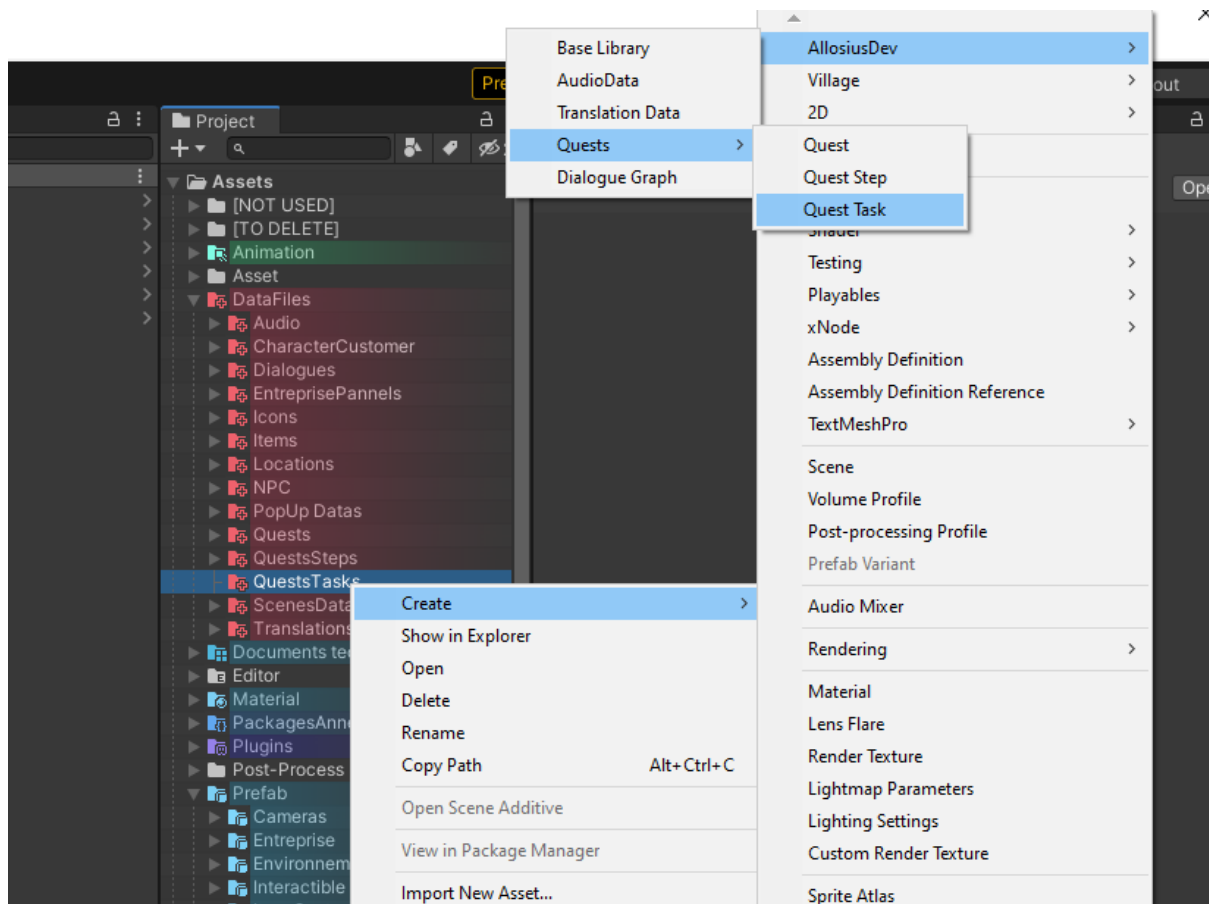 Pre
out
Project
Assets
[NOT USED]
[TO DELETE]
Animation
Asset
DataFiles
Audio
CharacterCustomer
Dialogues
EntreprisePannels
Icons
Items
Locations
NPC
PopUp Datas
Quests
QuestsSteps
QuestsTasks
ScenesData
Translations
Documents tec
Editor
Material
PackagesAnne
Plugins
Post-Process
Prefab
Cameras
Entreprise
Environnem
Interactible
Create
Show in Explorer
Open
Delete
Rename
Copy Path Alt+Ctrl+C
Open Scene Additive
View in Package Manager
Import New Asset...
AllosiusDev
Village
2D
Shader
Testing
Playables
xNode
Assembly Definition
Assembly Definition Reference
TextMeshPro
Scene
Volume Profile
Post-processing Profile
Prefab Variant
Audio Mixer
Rendering
Material
Lens Flare
Render Texture
Lightmap Parameters
Lighting Settings
Custom Render Texture
Sprite Atlas
Base Library
AudioData
Translation Data
Quests
Dialogue Graph
Quest
Quest Step
Quest Task
Ope